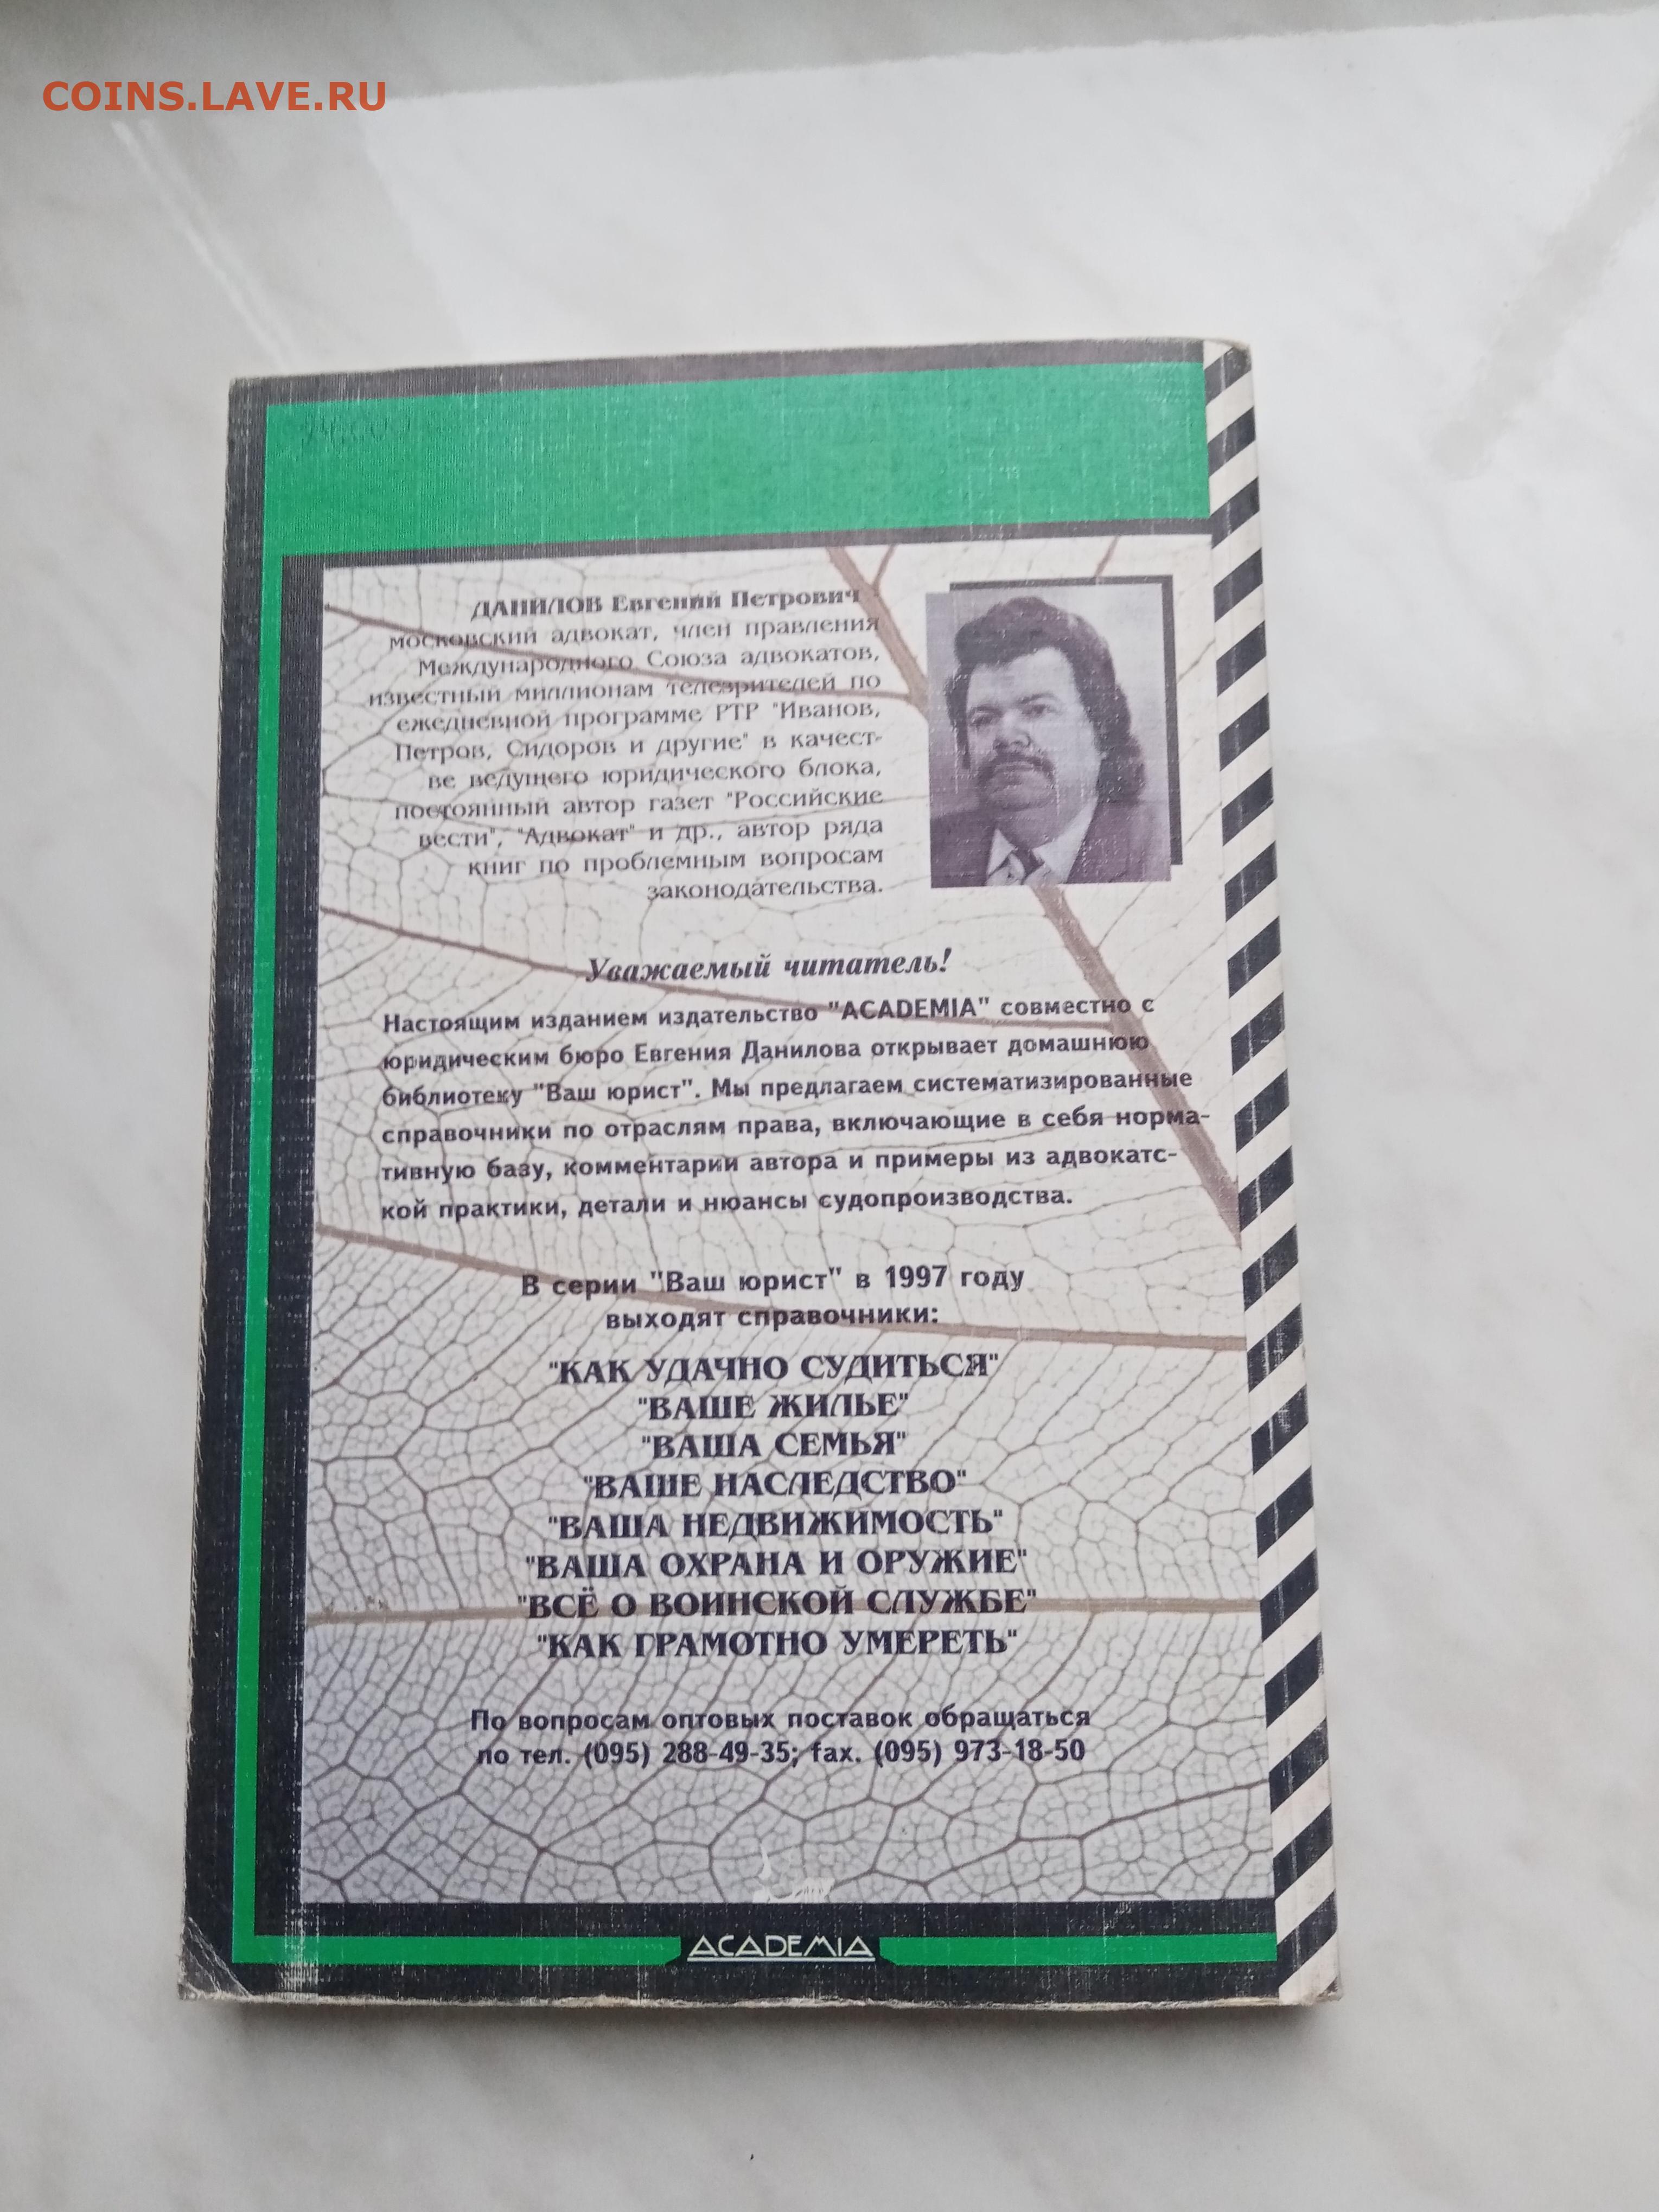 COINS.LAVE.RU
ДАНИЛОВ Евгений Петрович
московский адвокат, член правления
Международного Союза адвокатов,
известный миллионам телезрителей по
ежедневной программе РТР "Иванов,
Петров, Сидоров и другие" в качест-
ве ведущего юридического блока,
постоянный автор газет "Российские
вести", "Адвокат" и др., автор ряда
книг по проблемным вопросам
законодательства.
Уважаемый читатель!
Настоящим изданием издательство "ACADEMIA" совместно с
юридическим бюро Евгения Данилова открывает домашнюю
библиотеку "Ваш юрист". Мы предлагаем систематизированные
справочники по отраслям права, включающие в себя норма-
тивную базу, комментарии автора и примеры из адвокатс-
кой практики, детали и нюансы судопроизводства.
В серии "Ваш юрист" в 1997 году
выходят справочники:
"КАК УДАЧНО СУДИТЬСЯ"
"ВАШЕ ЖИЛЬЕ"
"ВАША СЕМЬЯ"
"ВАШЕ НАСЛЕДСТВО"
"ВАША НЕДВИЖИМОСТЬ"
"ВАША ОХРАНА И ОРУЖИЕ"
"ВСЁ О ВОИНСКОЙ СЛУЖБЕ"
"КАК ГРАМОТНО УМЕРЕТЬ"
По вопросам оптовых поставок обращаться
по тел. (095) 288-49-35; fax. (095) 973-18-50
ACADEMIA